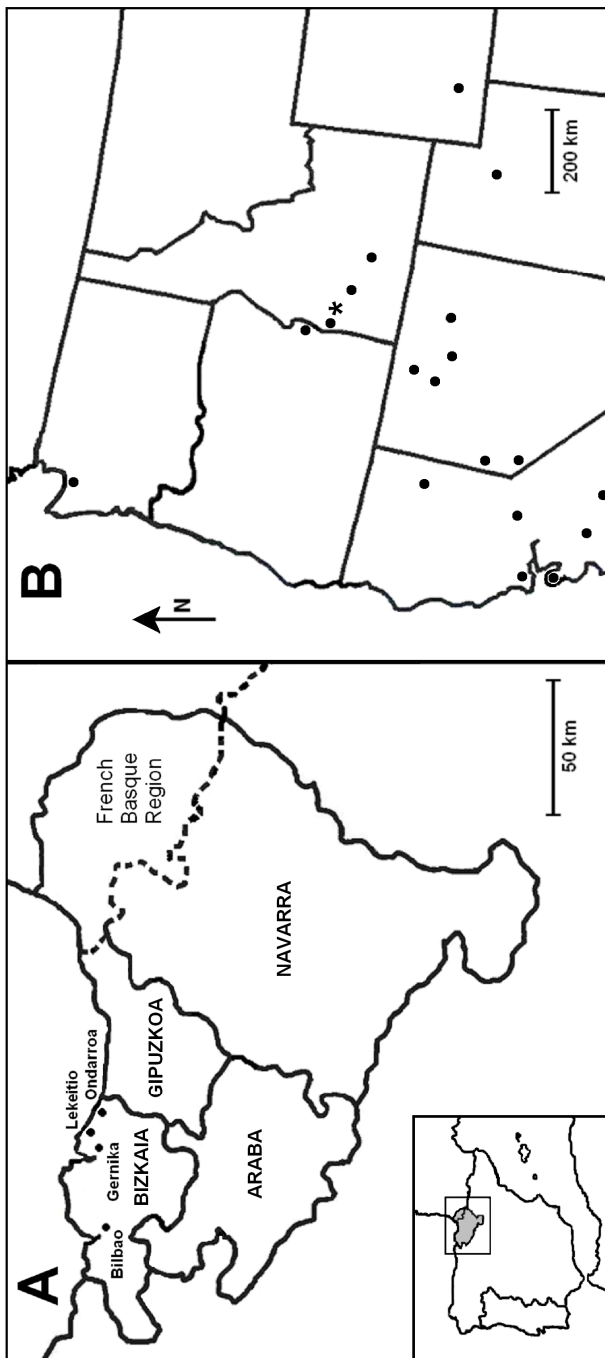 A
Lekeitio
Ondarroa
Gernika
Bilbao
BIZKAIA
GIPUZKOA
ARABA
NAVARRA
French
Basque
Region
50 km
B
N
*
200 km